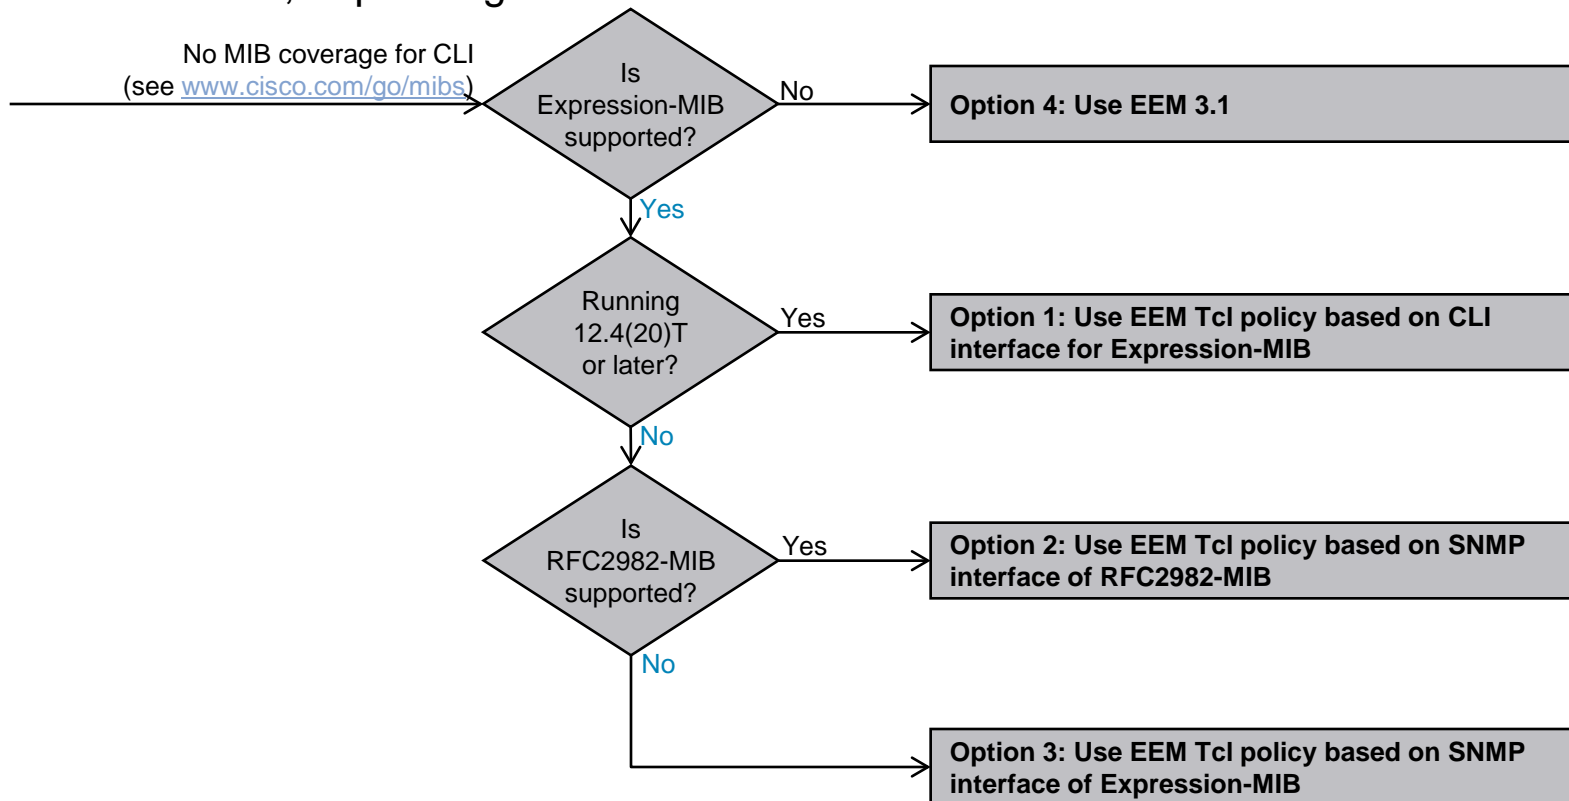 No MIB coverage for CLI
(see www.cisco.com/go/mibs)
Is
Expression-MIB
supported?
No
Option 4: Use EEM 3.1
Yes
Running
12.4(20)T
or later?
Yes
Option 1: Use EEM Tcl policy based on CLI
interface for Expression-MIB
No
Is
RFC2982-MIB
supported?
Yes
Option 2: Use EEM Tcl policy based on SNMP
interface of RFC2982-MIB
No
Option 3: Use EEM Tcl policy based on SNMP
interface of Expression-MIB